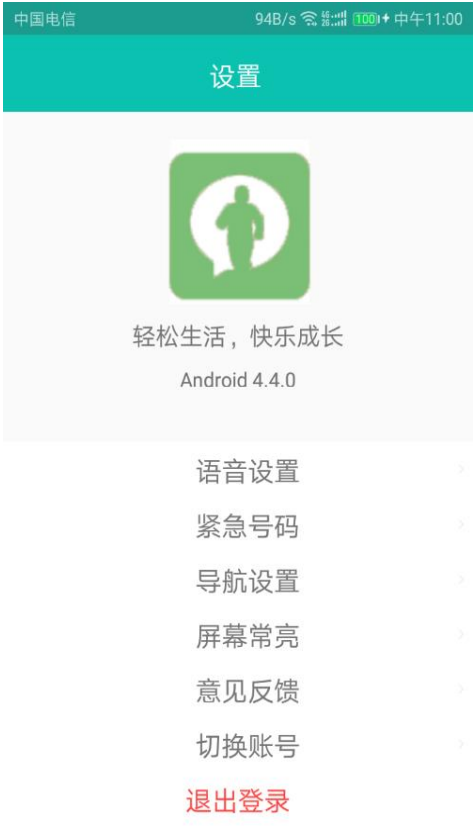 中国电信 94B/s 4G 2G 100 中午11:00
设置
轻松生活，快乐成长
Android 4.4.0
语音设置
紧急号码
导航设置
屏幕常亮
意见反馈
切换账号
退出登录